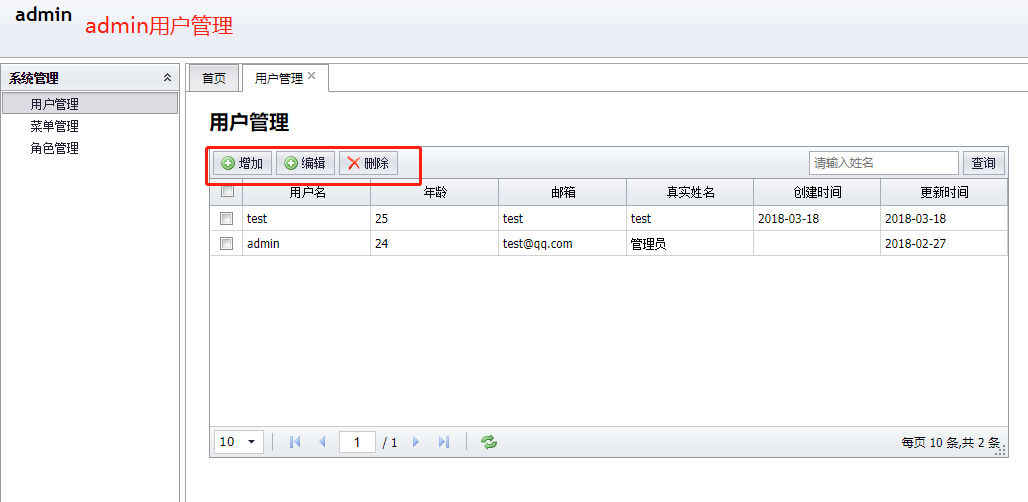 admin
admin用户管理
系统管理
首页 用户管理
用户管理
菜单管理
角色管理
用户管理
增加 编辑 删除 请输入姓名 查询
用户名 年龄 邮箱 真实姓名 创建时间 更新时间
test 25 test test 2018-03-18 2018-03-18
admin 24 test@qq.com 管理员 2018-02-27
10 1 / 1 每页 10 条,共 2 条